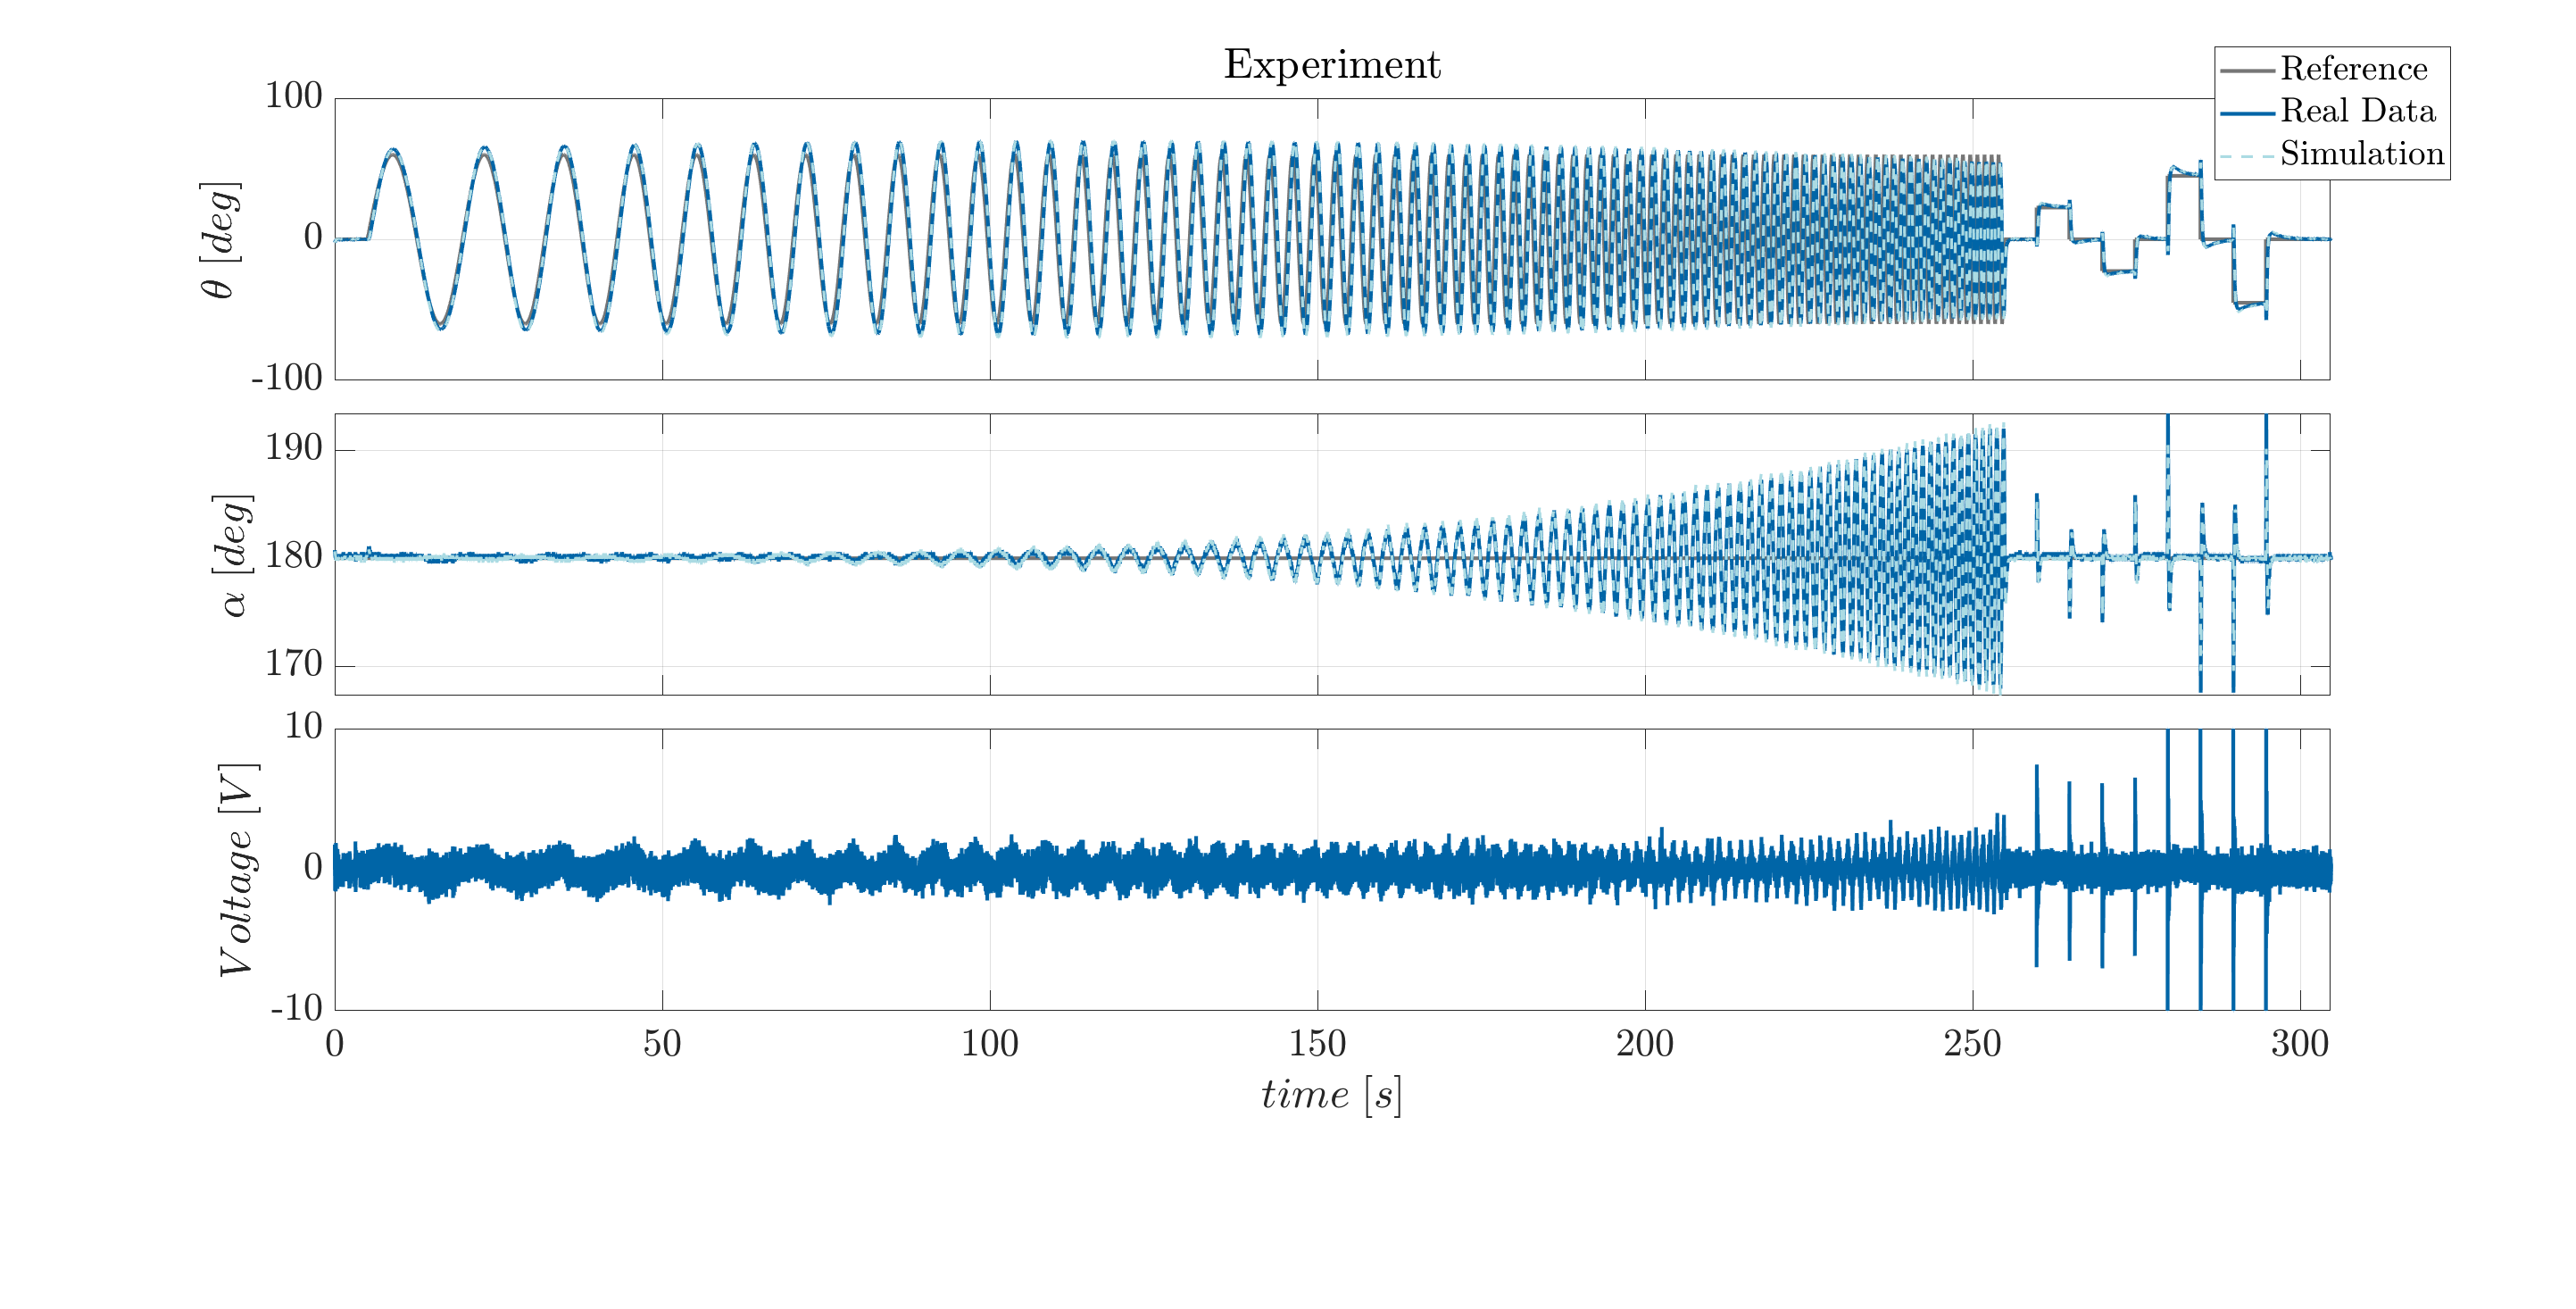 Experiment
Reference
Real Data
Simulation
100
0
-100
θ [deg]
190
180
170
α [deg]
10
0
-10
Voltage [V]
0 50 100 150 200 250 300
time [s]